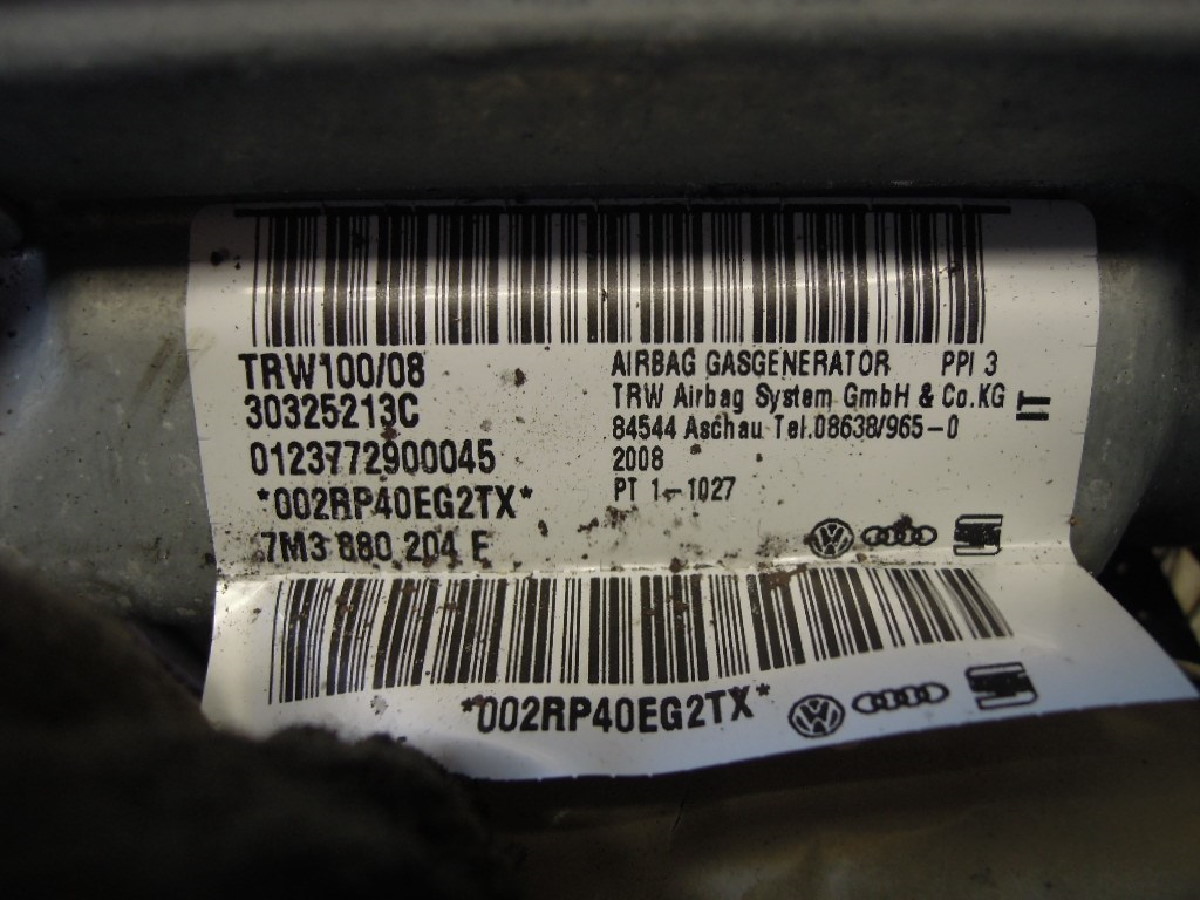 TRW100/08
30325213C
0123772900045
*002RP40EG2TX*
7M3 880 204 E
AIRBAG GASGENERATOR PPI 3
TRW Airbag System GmbH & Co.KG
84544 Aschau Tel.08638/965-0
2008
PT 1-1027
IT
*002RP40EG2TX*